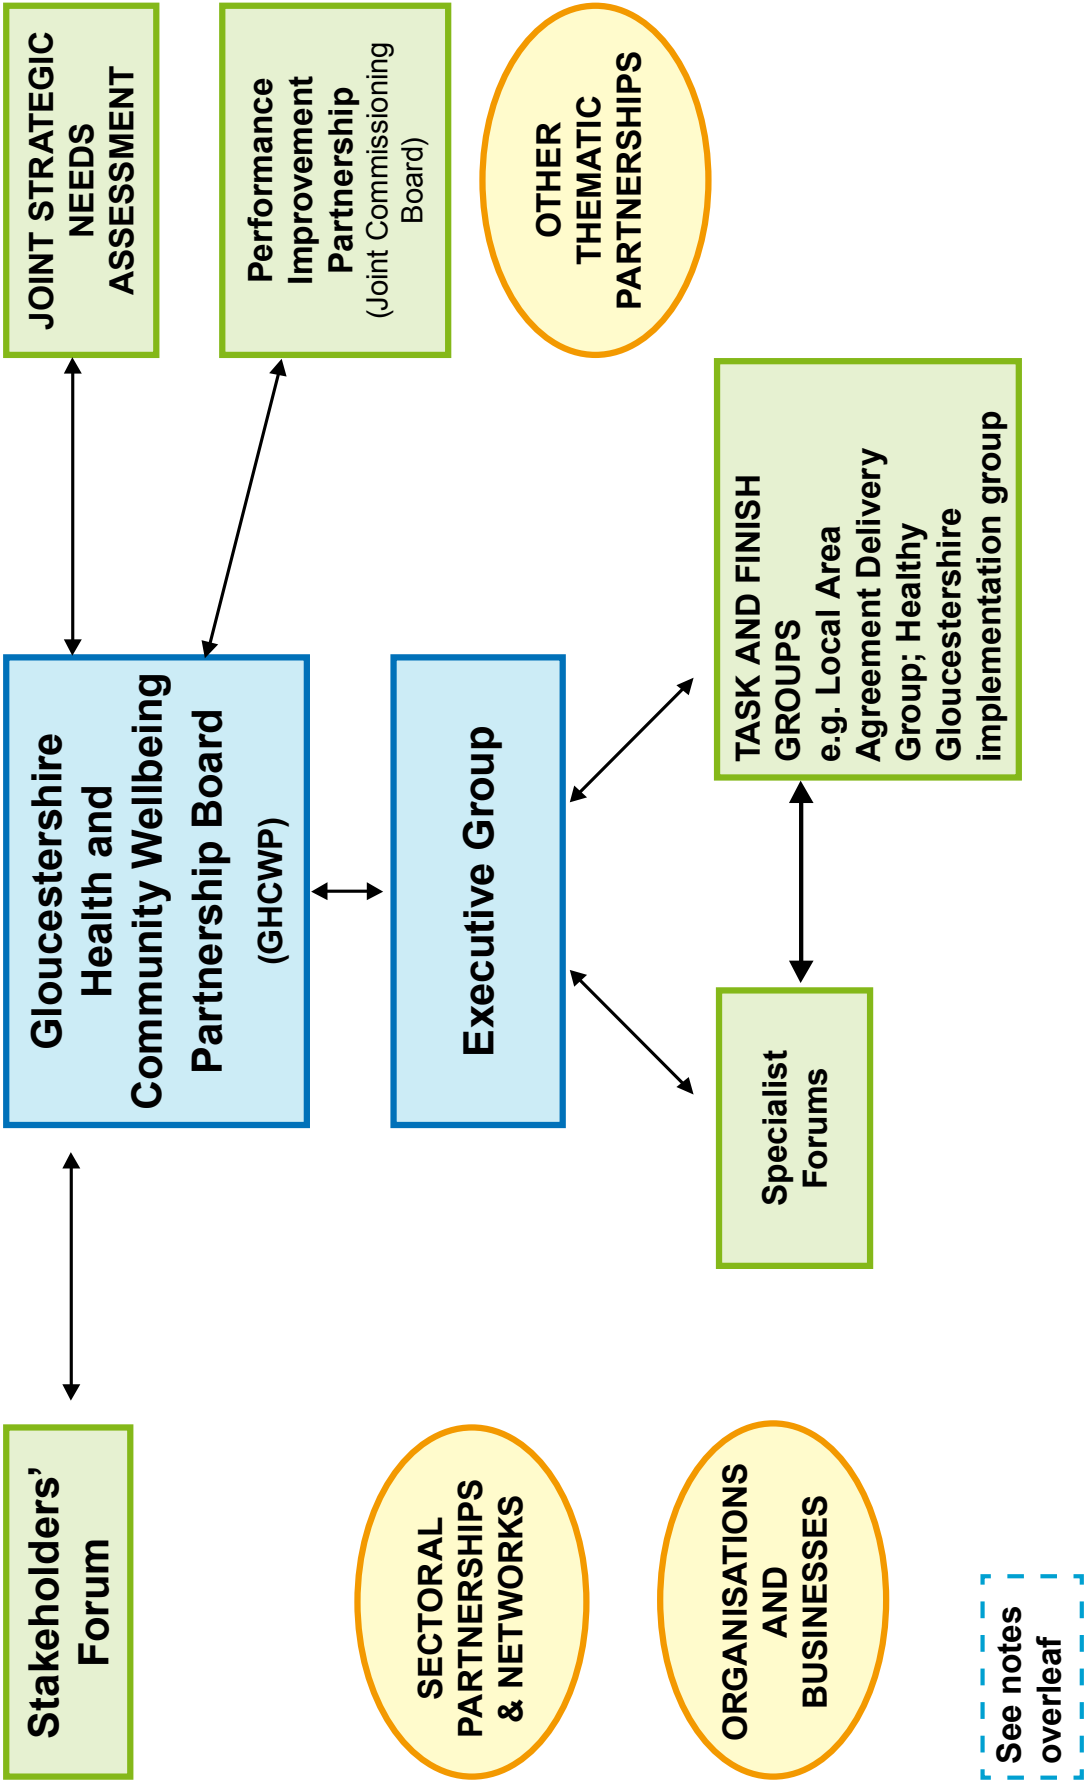 Stakeholders’
Forum
Gloucestershire
Health and
Community Wellbeing
Partnership Board
(GHCWP)
JOINT STRATEGIC
NEEDS
ASSESSMENT
Performance
Improvement
Partnership
(Joint Commissioning
Board)
SECTORAL
PARTNERSHIPS
& NETWORKS
Executive Group
OTHER
THEMATIC
PARTNERSHIPS
ORGANISATIONS
AND
BUSINESSES
Specialist
Forums
TASK AND FINISH
GROUPS
e.g. Local Area
Agreement Delivery
Group; Healthy
Gloucestershire
implementation group
See notes
overleaf